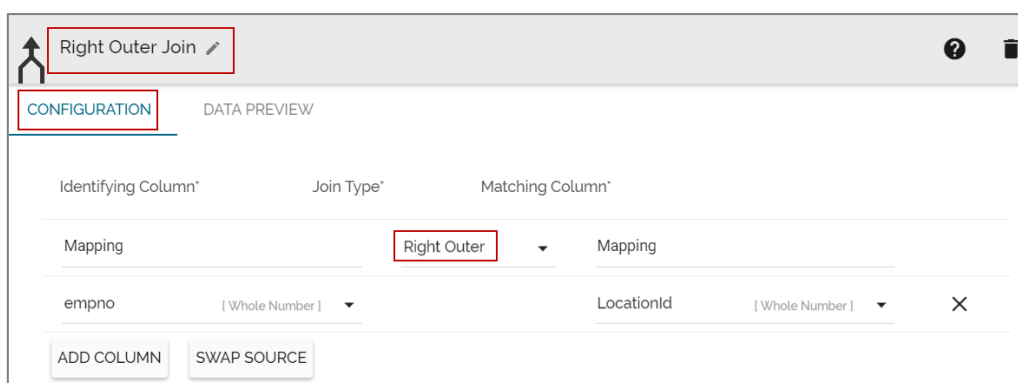 Right Outer Join
CONFIGURATION DATA PREVIEW
Identifying Column* Join Type* Matching Column*
Mapping Right Outer Mapping
empno [ Whole Number ] LocationId [ Whole Number ]
ADD COLUMN SWAP SOURCE